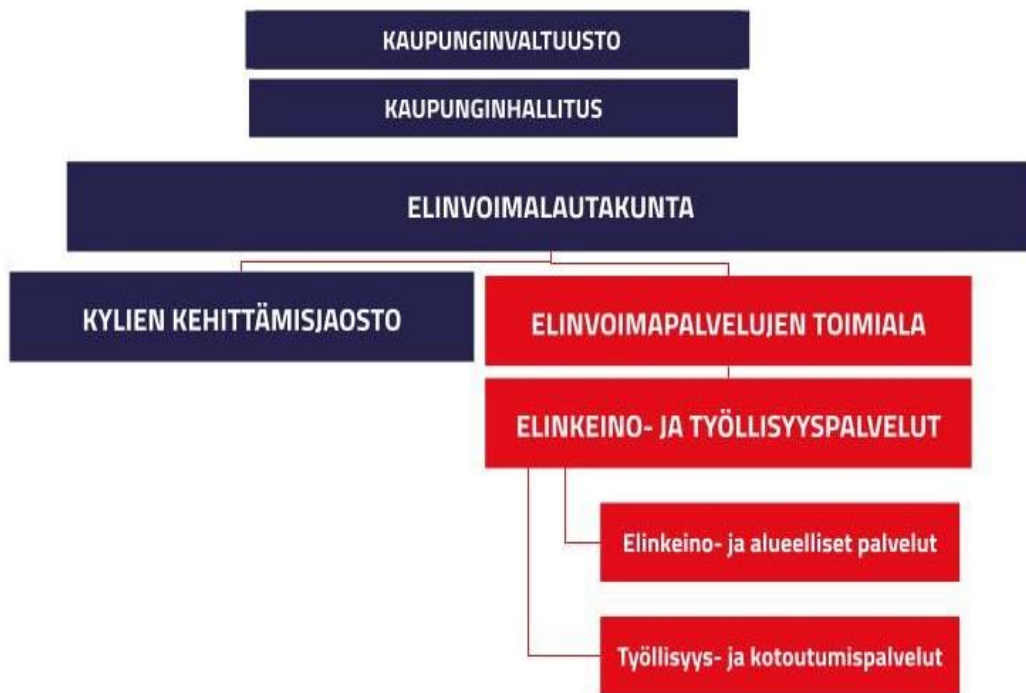 KAUPUNGINVALTUUSTO
KAUPUNGINHALLITUS
ELINVOIMALAUTAKUNTA
KYLIEN KEHITTÄMISJAOSTO
ELINVOIMAPALVELUJEN TOIMIALA
ELINKEINO- JA TYÖLLISYYSPALVELUT
Elinkeino- ja alueelliset palvelut
Työllisyys- ja kotoutumispalvelut